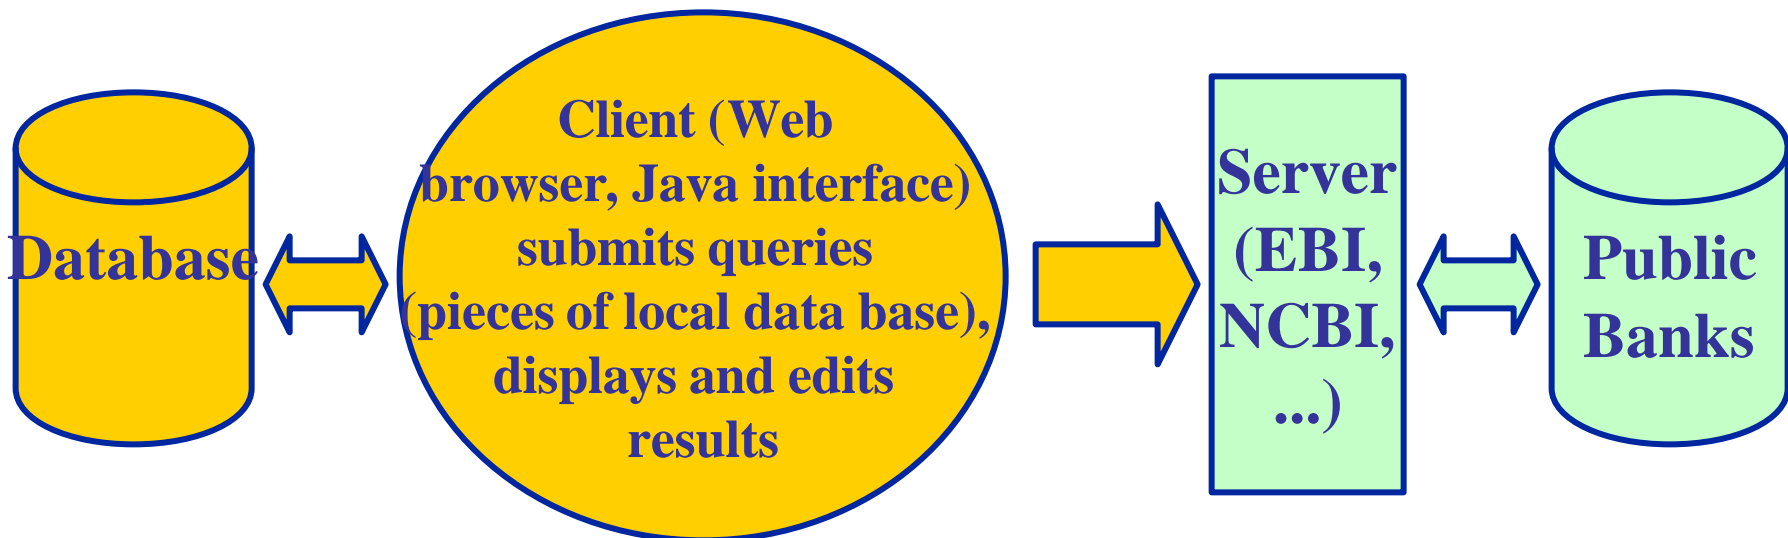 Database
Client (Web
browser, Java interface)
submits queries
(pieces of local data base),
displays and edits
results
Server
(EBI,
NCBI,
...)
Public
Banks